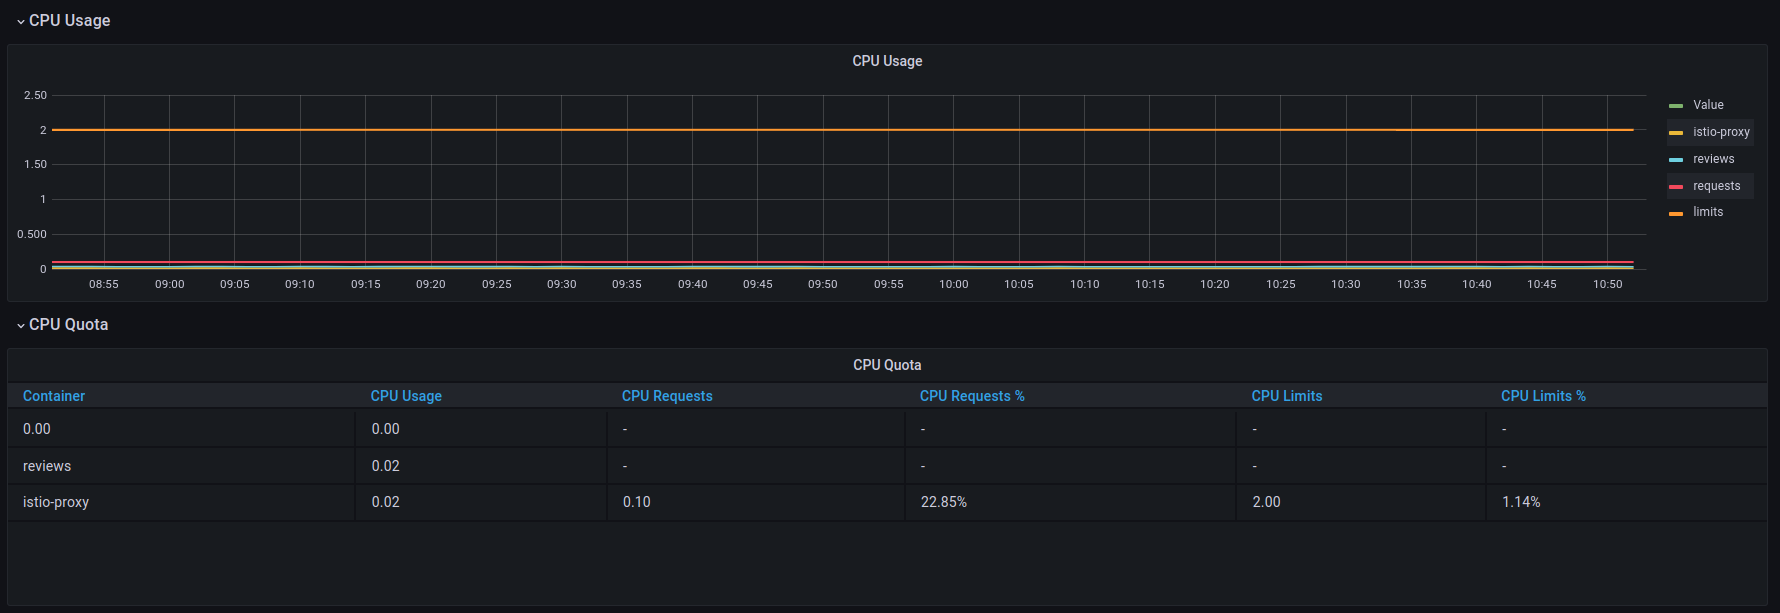 CPU Usage
CPU Usage
2.50
2
1.50
1
0.500
0
08:55 09:00 09:05 09:10 09:15 09:20 09:25 09:30 09:35 09:40 09:45 09:50 09:55 10:00 10:05 10:10 10:15 10:20 10:25 10:30 10:35 10:40 10:45 10:50
Value
istio-proxy
reviews
requests
limits
CPU Quota
CPU Quota
Container CPU Usage CPU Requests CPU Requests % CPU Limits CPU Limits %
0.00 0.00 - - - -
reviews 0.02 - - - -
istio-proxy 0.02 0.10 22.85% 2.00 1.14%